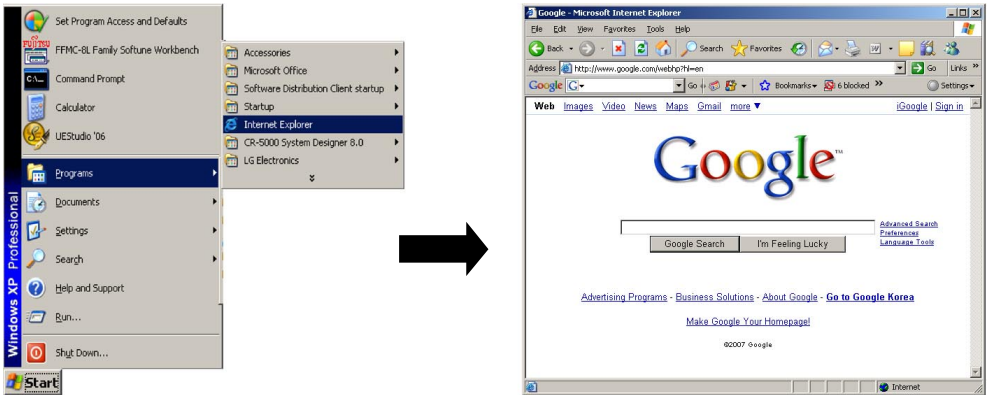 Set Program Access and Defaults
FUJITSU
FFMC-8L Family Softune Workbench
C:\_
Command Prompt
Calculator
UEStudio '06
Programs
Documents
Settings
Search
Help and Support
Run...
Shut Down...
Windows XP Professional
Start
Accessories
Microsoft Office
Software Distribution Client startup
Startup
Internet Explorer
CR-5000 System Designer 8.0
LG Electronics
Google - Microsoft Internet Explorer
File Edit View Favorites Tools Help
Back Search Favorites
Address http://www.google.com/webhp?hl=en Go Links »
Google G Go Bookmarks 6 blocked » Settings
Web Images Video News Maps Gmail more ▼ iGoogle | Sign in
Google™
Advanced Search
Preferences
Language Tools
Google Search I'm Feeling Lucky
Advertising Programs - Business Solutions - About Google - Go to Google Korea
Make Google Your Homepage!
©2007 Google
Internet